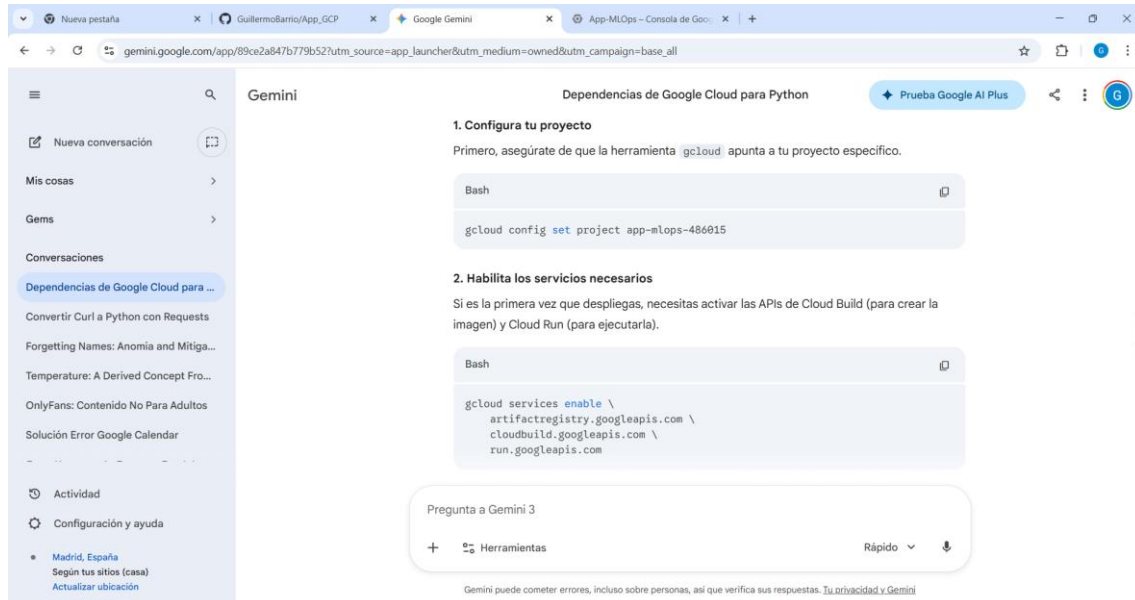 Nueva pestaña
GuillermoBarrio/App_GCP
Google Gemini
App-MLOps – Consola de Goo
gemini.google.com/app/89ce2a847b779b52?utm_source=app_launcher&utm_medium=owned&utm_campaign=base_all
G
Gemini
Dependencias de Google Cloud para Python
Prueba Google AI Plus
G
Nueva conversación
Mis cosas
Gems
Conversaciones
Dependencias de Google Cloud para ...
Convertir Curl a Python con Requests
Forgetting Names: Anomia and Mitiga...
Temperature: A Derived Concept Fro...
OnlyFans: Contenido No Para Adultos
Solución Error Google Calendar
Actividad
Configuración y ayuda
Madrid, España
Según tus sitios (casa)
Actualizar ubicación
1. Configura tu proyecto
Primero, asegúrate de que la herramienta gcloud apunta a tu proyecto específico.
Bash
gcloud config set project app-mlops-486015
2. Habilita los servicios necesarios
Si es la primera vez que despliegas, necesitas activar las APIs de Cloud Build (para crear la
imagen) y Cloud Run (para ejecutarla).
Bash
gcloud services enable \
artifactregistry.googleapis.com \
cloudbuild.googleapis.com \
run.googleapis.com
Pregunta a Gemini 3
Herramientas
Rápido
Gemini puede cometer errores, incluso sobre personas, así que verifica sus respuestas. Tu privacidad y Gemini